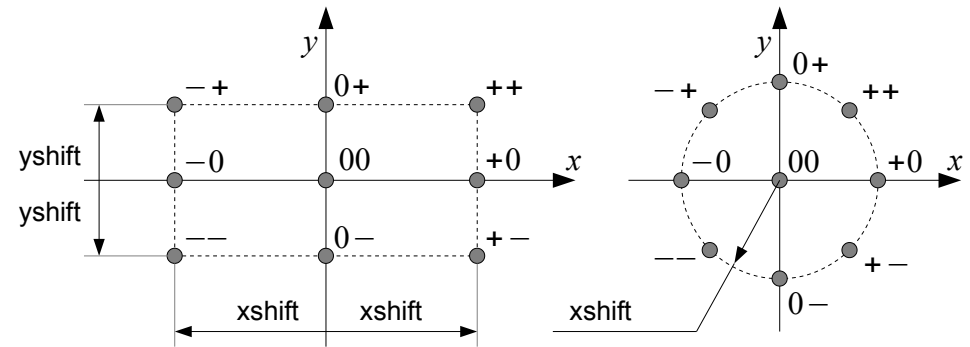 y
y
−+ 0+ ++
0+
−+ ++
yshift
−0 00 +0 x
−0 00 +0 x
yshift
−− 0− +−
−− +−
0−
xshift xshift
xshift